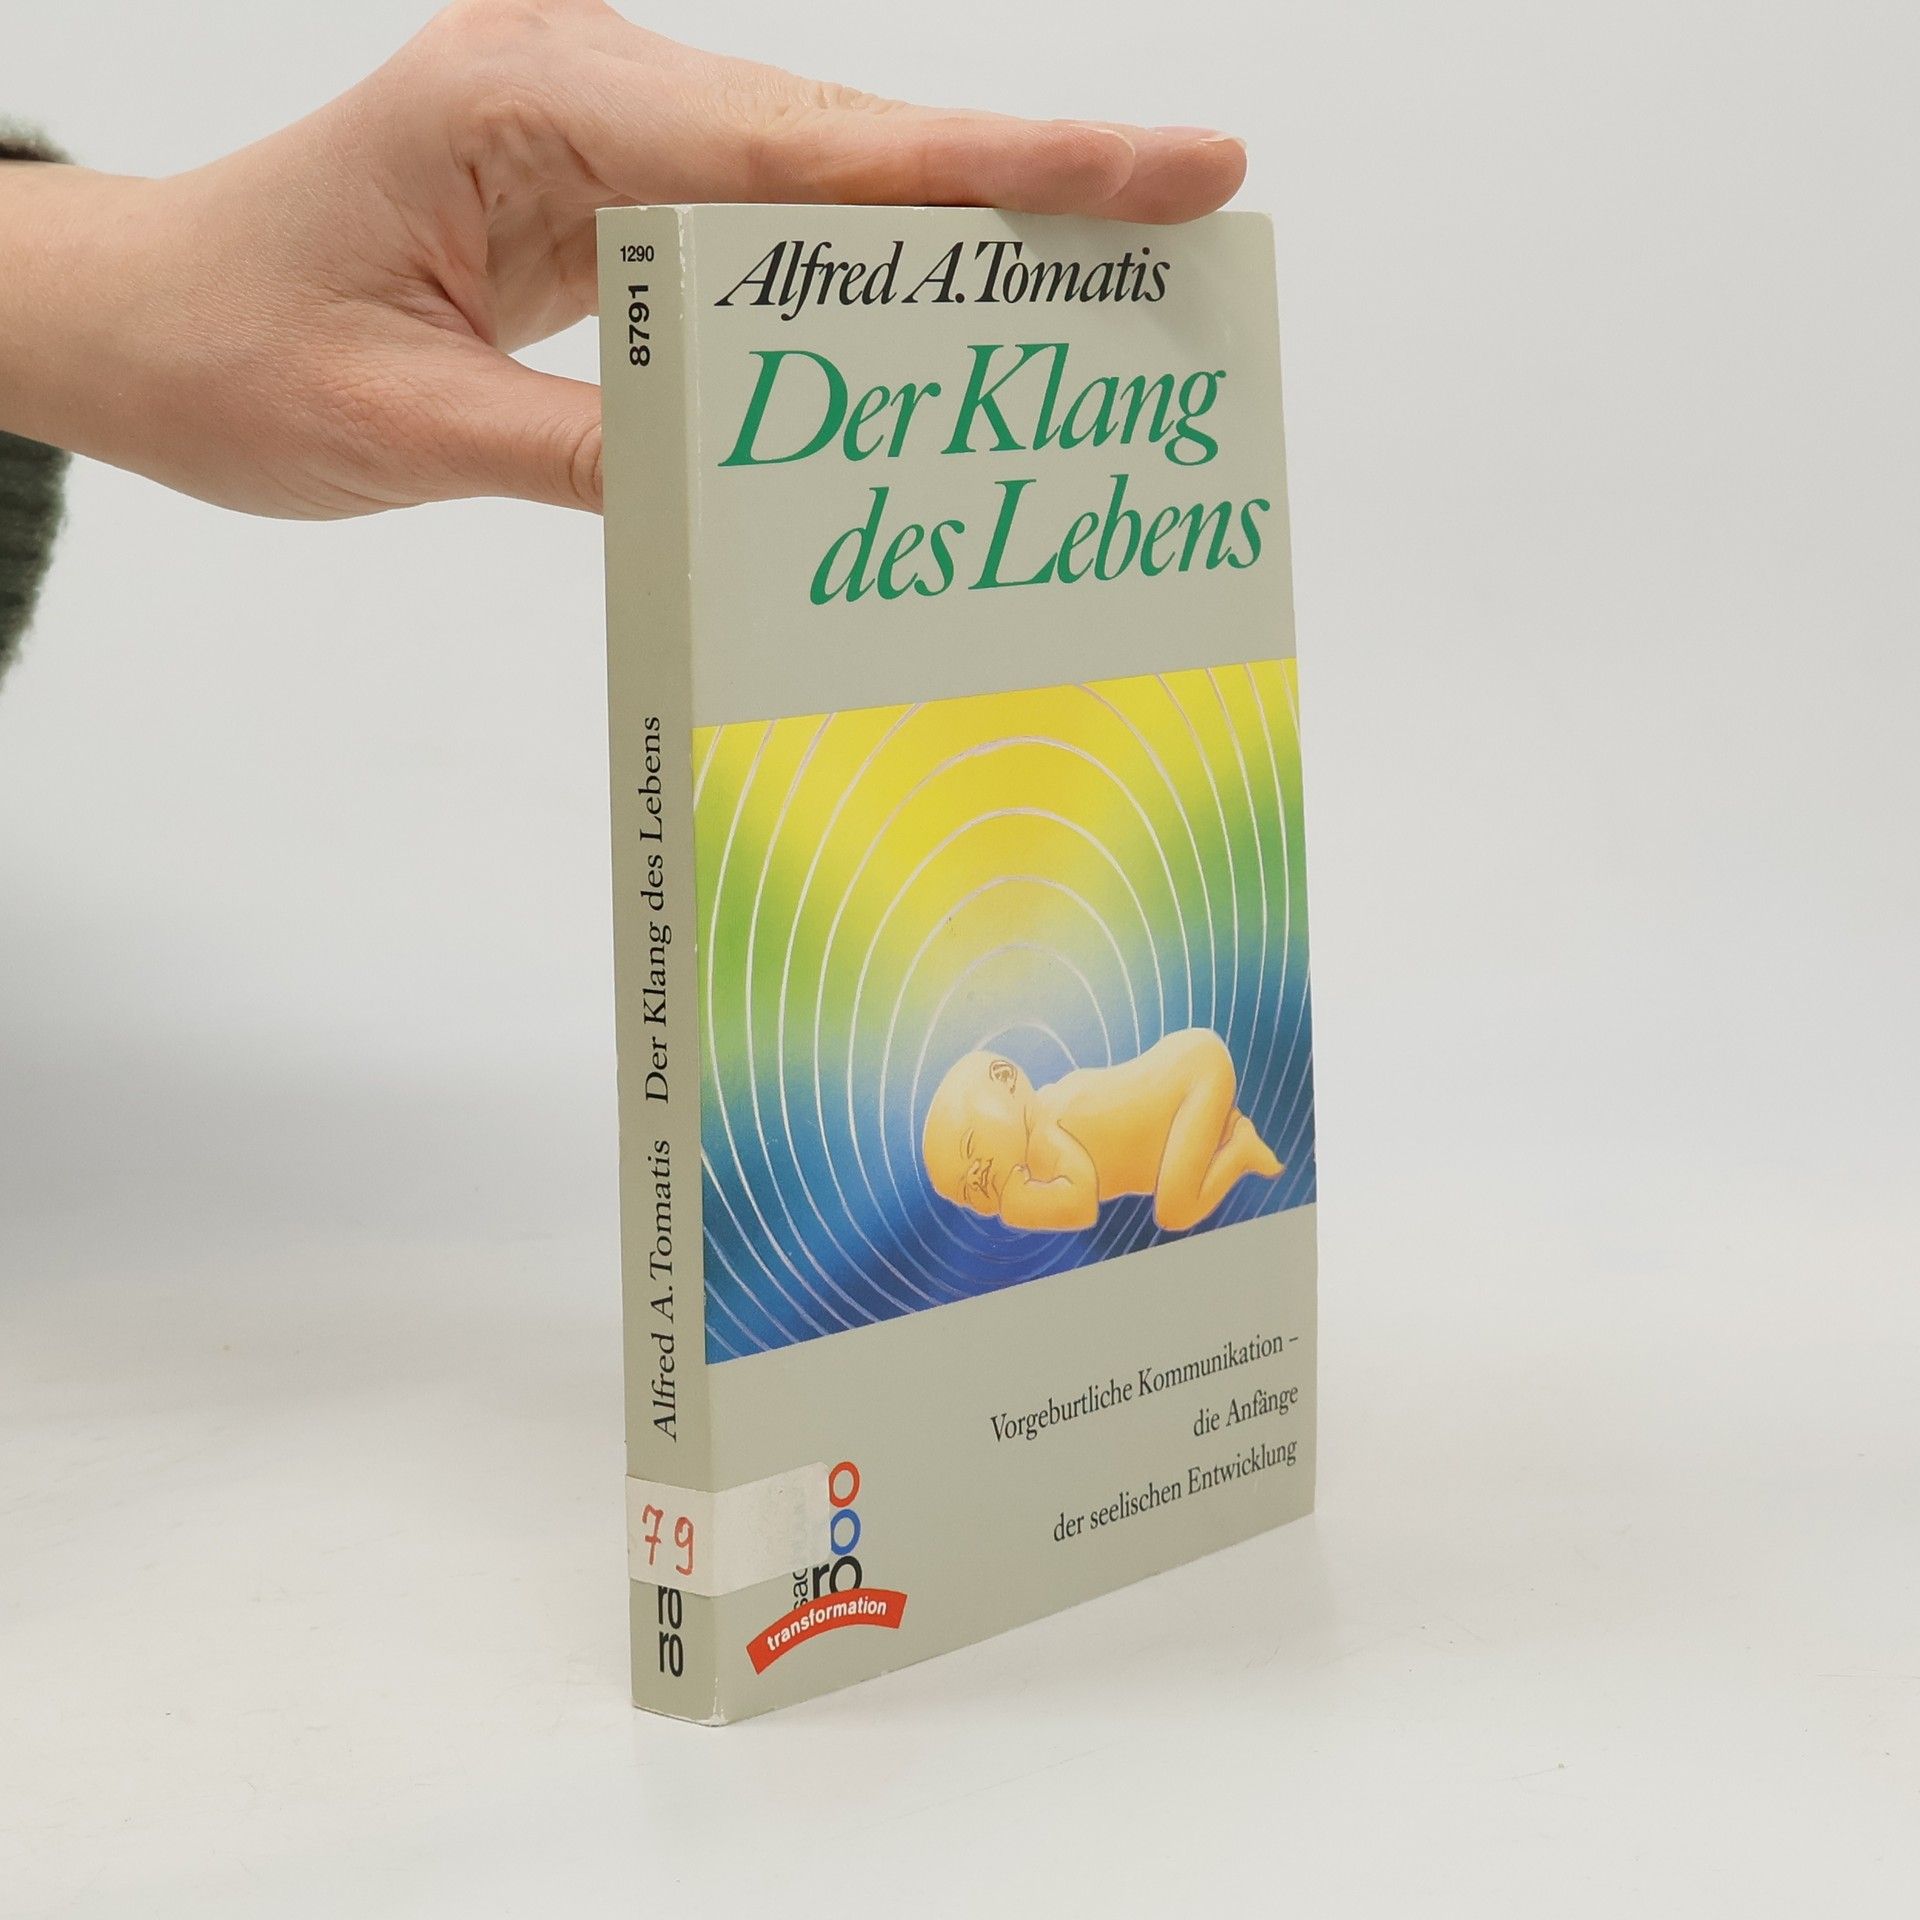 1290
8791
Alfred A. Tomatis Der Klang des Lebens
79
ro
ro
Alfred A. Tomatis
Der Klang
des Lebens
Vorgeburtliche Kommunikation –
die Anfänge
der seelischen Entwicklung
ro
transformation